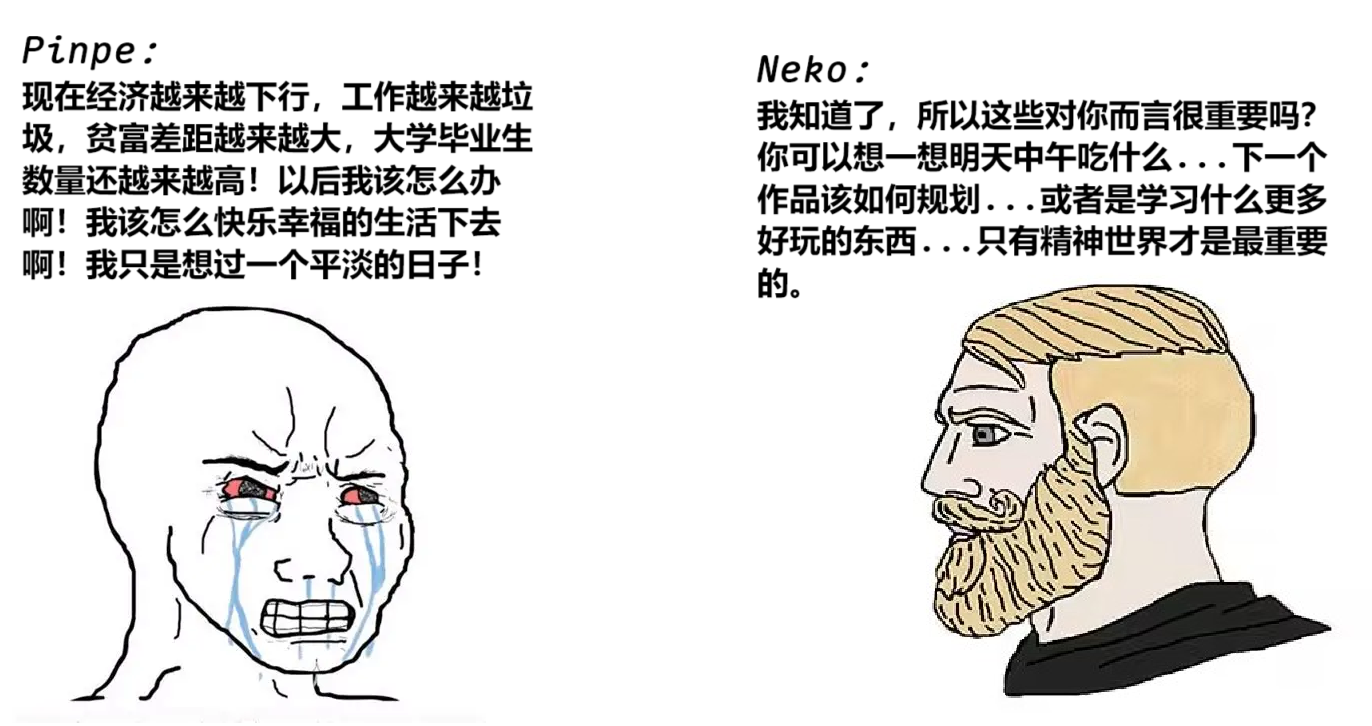 Pinpe:
现在经济越来越下行，工作越来越垃
圾，贫富差距越来越大，大学毕业生
数量还越来越高！以后我该怎么办
啊！我该怎么快乐幸福的生活下去
啊！我只是想过一个平淡的日子！
Neko:
我知道了，所以这些对你而言很重要吗？
你可以想一想明天中午吃什么...下一个
作品该如何规划...或者是学习什么更多
好玩的东西...只有精神世界才是最重要
的。